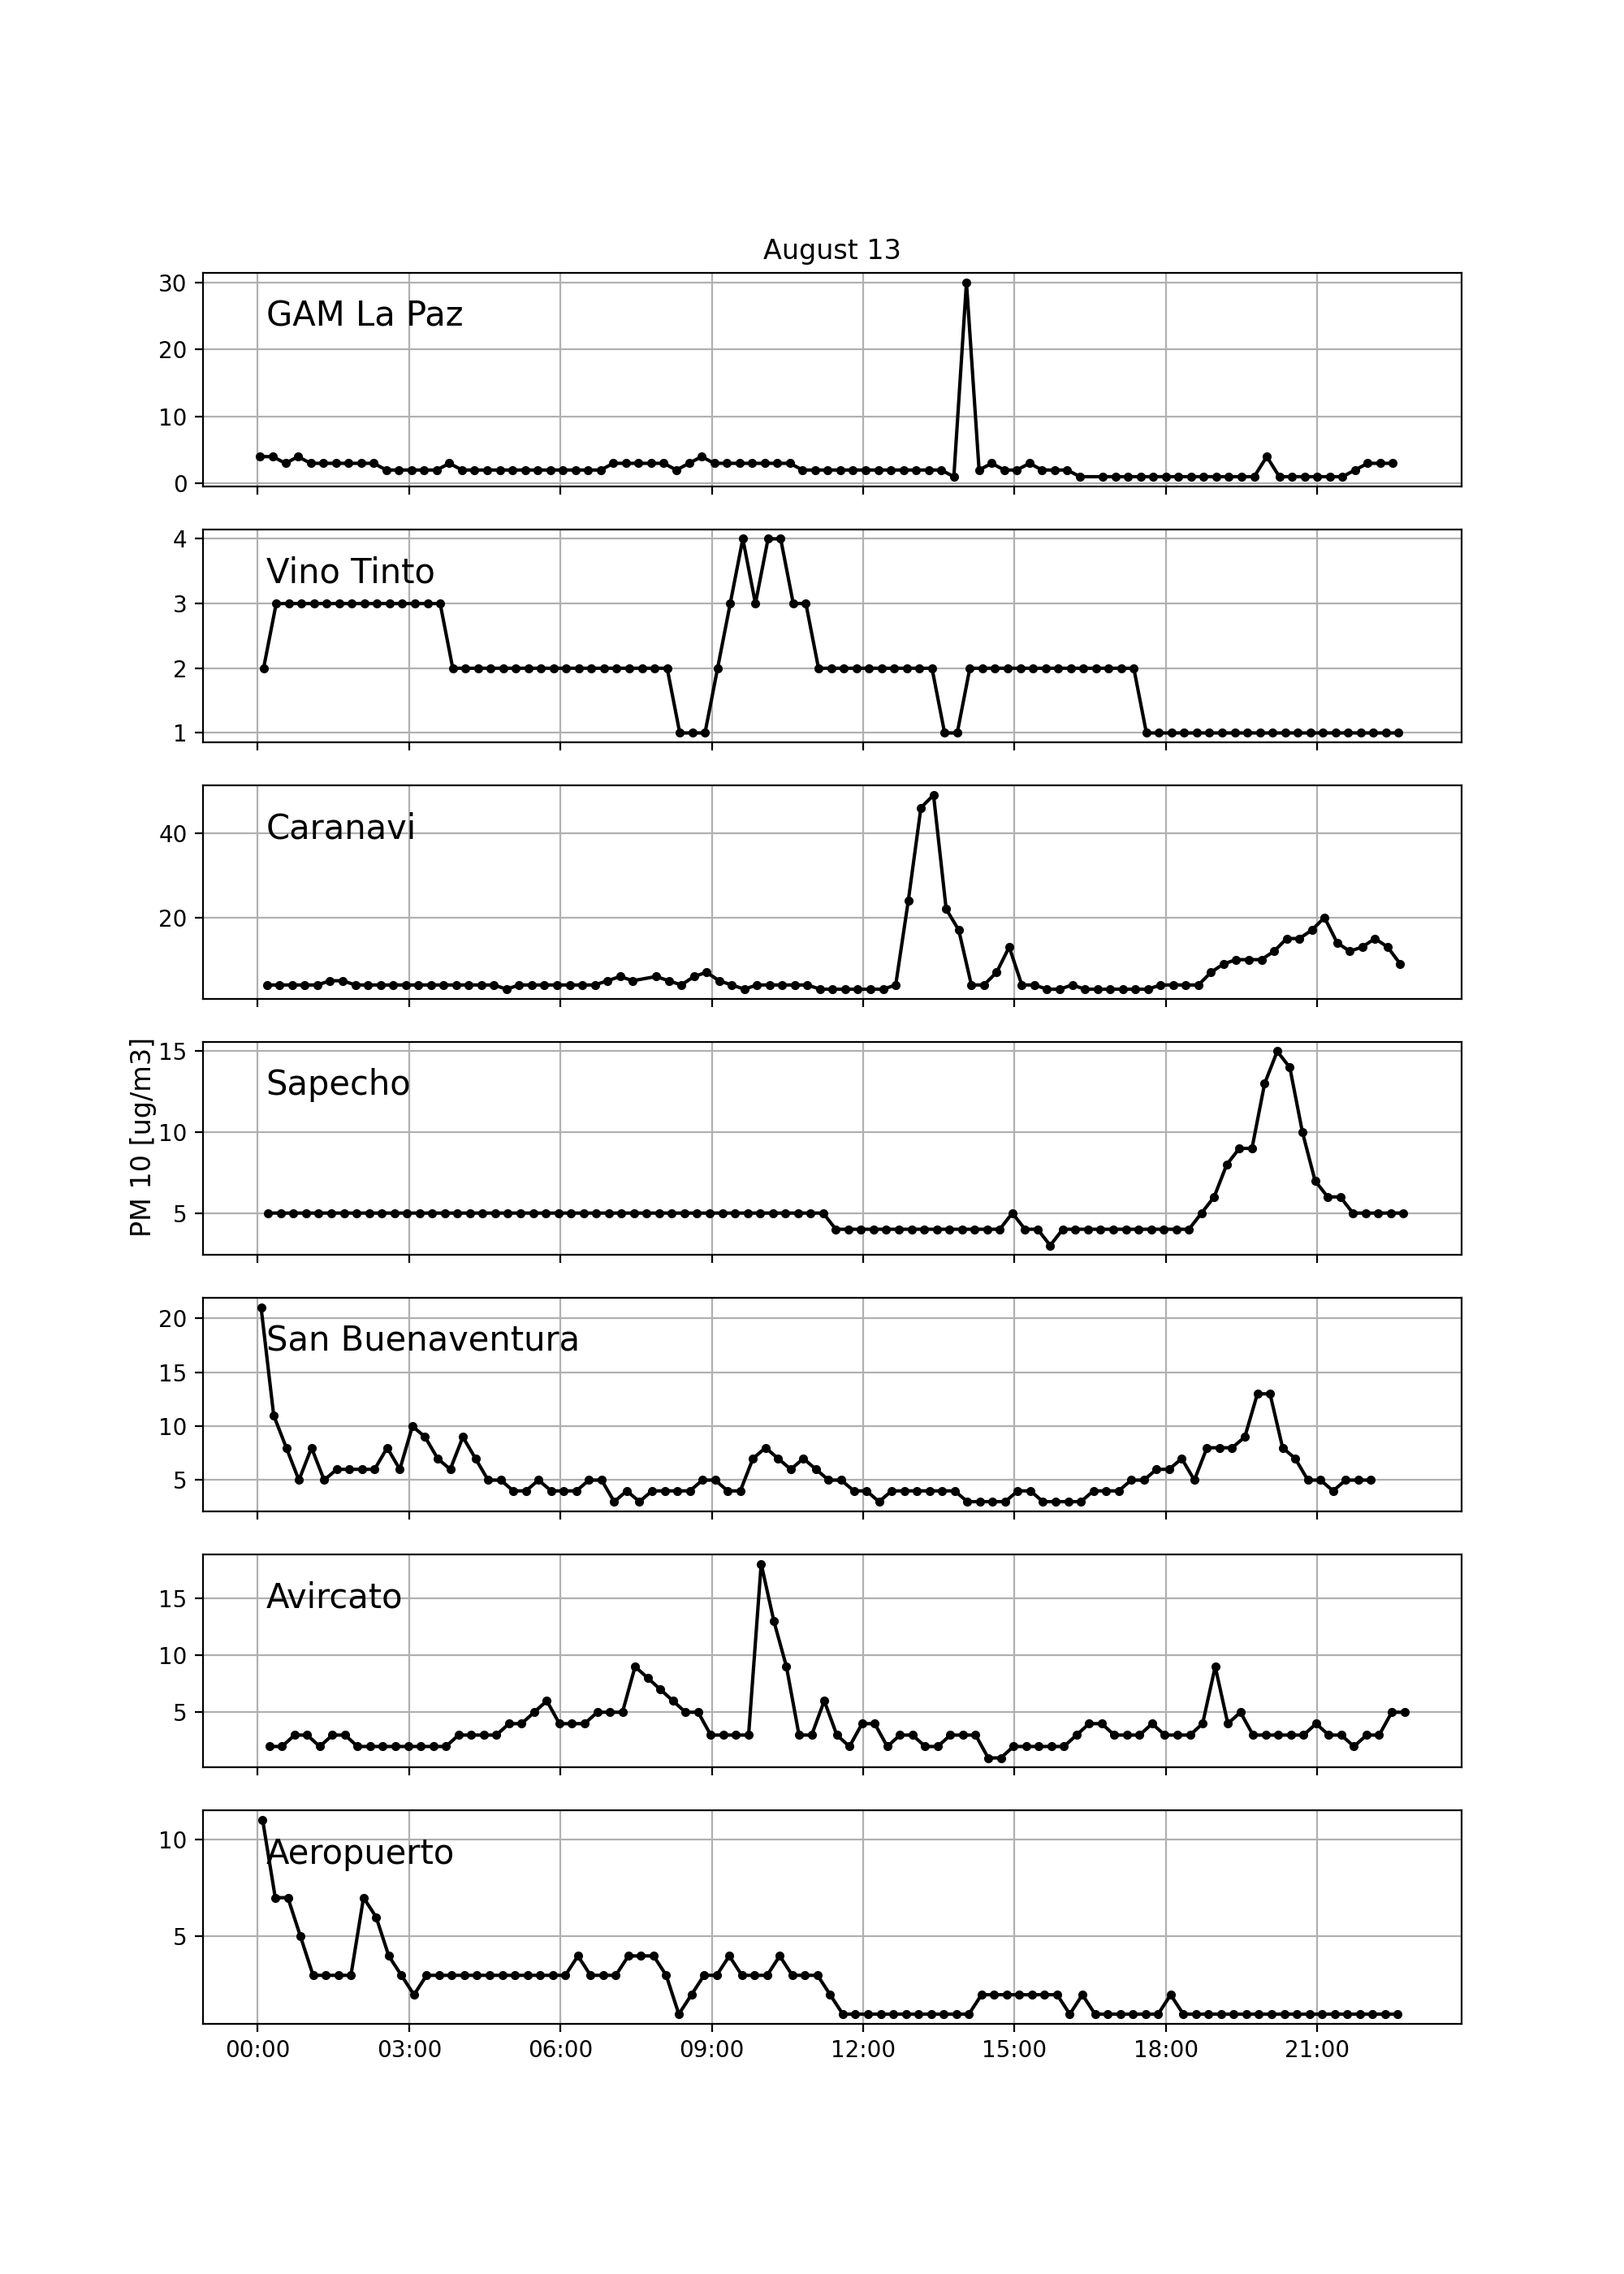 August 13
30
GAM La Paz
20
10
0
4
Vino Tinto
3
2
1
Caranavi
40
20
PM 10 [ug/m3]
15
Sapecho
10
5
20
San Buenaventura
15
10
5
Avircato
15
10
5
10
Aeropuerto
5
00:00 03:00 06:00 09:00 12:00 15:00 18:00 21:00